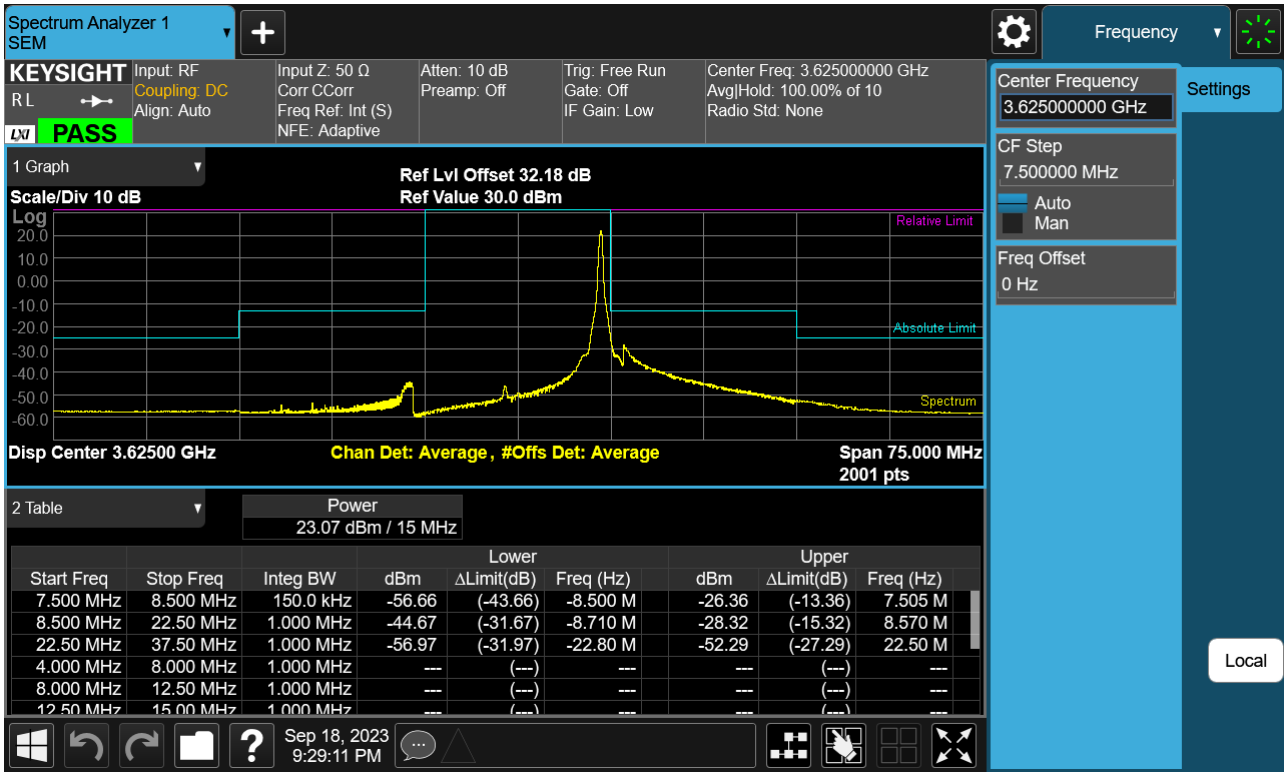 Spectrum Analyzer 1
SEM
+
Frequency
KEYSIGHT
R L
LXI
PASS
Input: RF
Coupling: DC
Align: Auto
Input Z: 50 Ω
Corr CCorr
Freq Ref: Int (S)
NFE: Adaptive
Atten: 10 dB
Preamp: Off
Trig: Free Run
Gate: Off
IF Gain: Low
Center Freq: 3.625000000 GHz
Avg|Hold: 100.00% of 10
Radio Std: None
Center Frequency
3.625000000 GHz
Settings
CF Step
7.500000 MHz
Auto
Man
Freq Offset
0 Hz
1 Graph
Ref Lvl Offset 32.18 dB
Scale/Div 10 dB
Ref Value 30.0 dBm
Log
Relative Limit
20.0
10.0
0.00
-10.0
-20.0
Absolute Limit
-30.0
-40.0
-50.0
Spectrum
-60.0
Disp Center 3.62500 GHz
Chan Det: Average , #Offs Det: Average
Span 75.000 MHz
2001 pts
2 Table
Power
23.07 dBm / 15 MHz
Lower Upper
Start Freq Stop Freq Integ BW dBm ΔLimit(dB) Freq (Hz) dBm ΔLimit(dB) Freq (Hz)
7.500 MHz 8.500 MHz 150.0 kHz -56.66 (-43.66) -8.500 M -26.36 (-13.36) 7.505 M
8.500 MHz 22.50 MHz 1.000 MHz -44.67 (-31.67) -8.710 M -28.32 (-15.32) 8.570 M
22.50 MHz 37.50 MHz 1.000 MHz -56.97 (-31.97) -22.80 M -52.29 (-27.29) 22.50 M
4.000 MHz 8.000 MHz 1.000 MHz --- (---) --- --- (---) ---
8.000 MHz 12.50 MHz 1.000 MHz --- (---) --- --- (---) ---
12.50 MHz 15.00 MHz 1.000 MHz --- (---) --- --- (---) ---
Local
?
Sep 18, 2023
9:29:11 PM